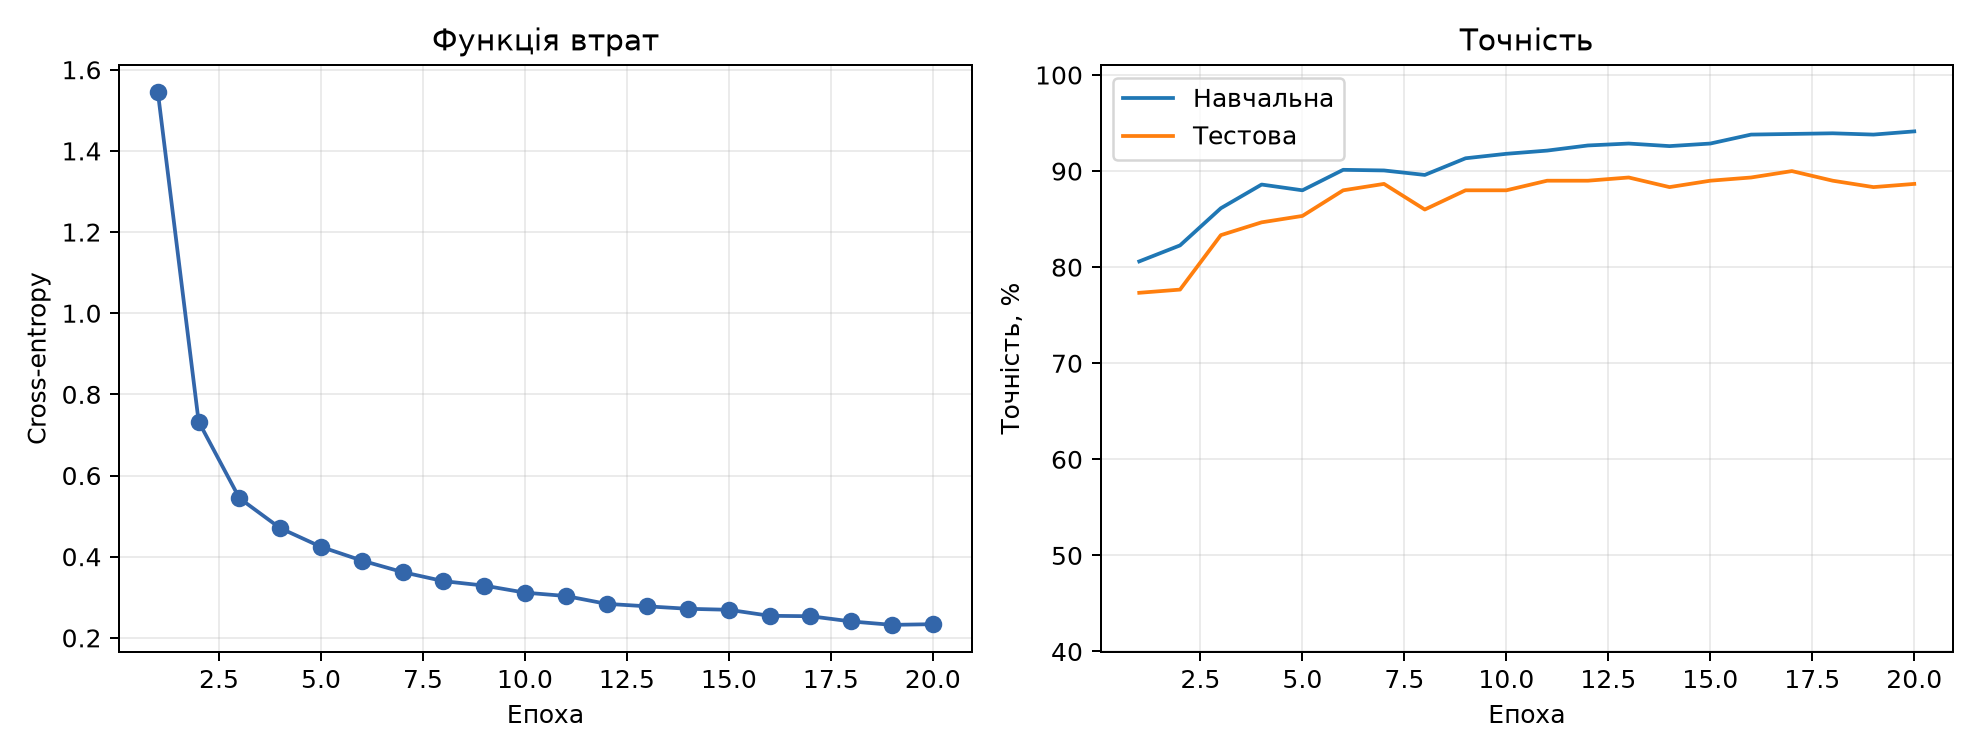 Функція втрат
1.6
1.4
1.2
1.0
0.8
0.6
0.4
0.2
Cross-entropy
2.5 5.0 7.5 10.0 12.5 15.0 17.5 20.0
Епоха
Точність
Навчальна
Тестова
100
90
80
70
60
50
40
Точність, %
2.5 5.0 7.5 10.0 12.5 15.0 17.5 20.0
Епоха